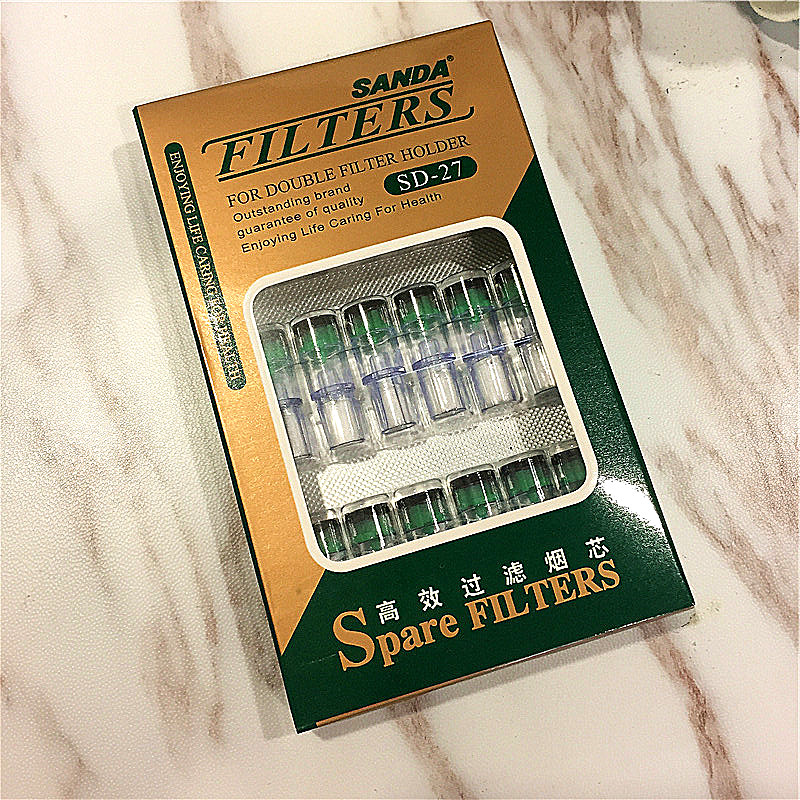 SANDA®
FILTERS
FOR DOUBLE FILTER HOLDER
Outstanding brand
guarantee of quality
SD-27
Enjoying Life Caring For Health
ENJOYING LIFE CARING FOR HEALTH
高效过滤烟芯
Spare FILTERS